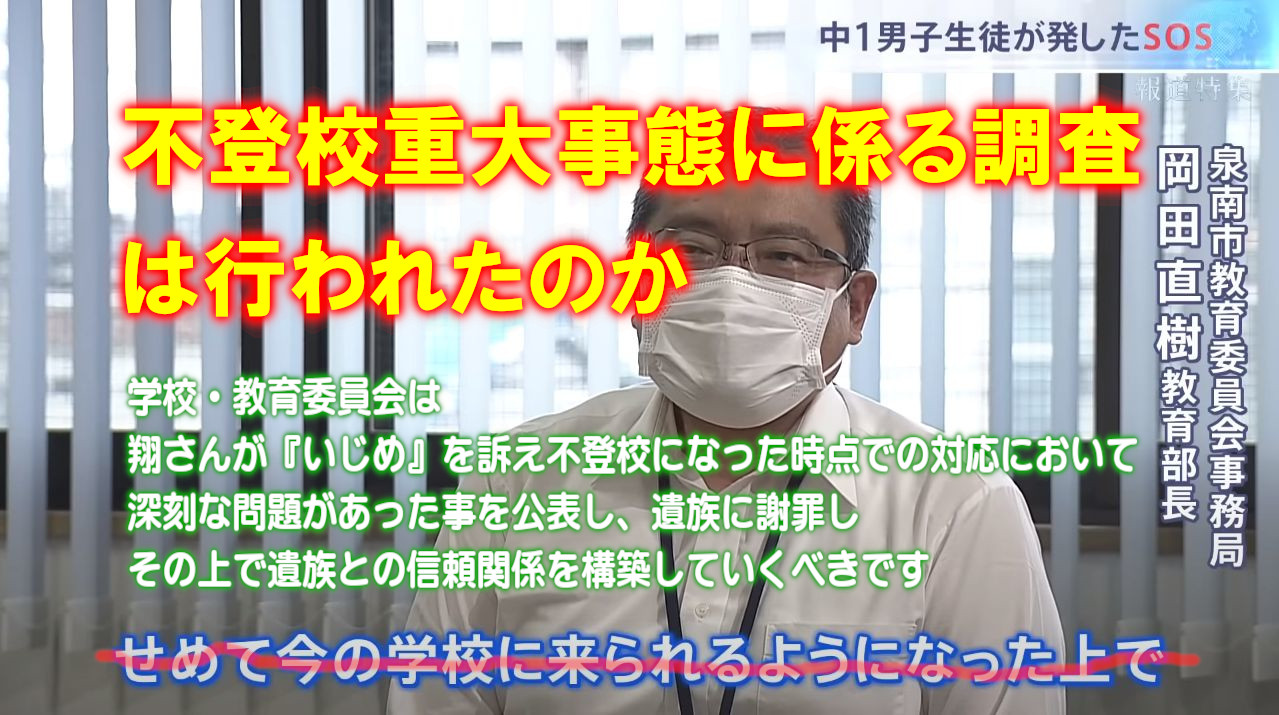 中1男子生徒が発したSOS
報道特集
不登校重大事態に係る調査
は行われたのか
泉南市教育委員会事務局
岡田直樹教育部長
学校・教育委員会は
翔さんが『いじめ』を訴え不登校になった時点での対応において
深刻な問題があった事を公表し、遺族に謝罪し
その上で遺族との信頼関係を構築していくべきです
せめて今の学校に来られるようになった上で